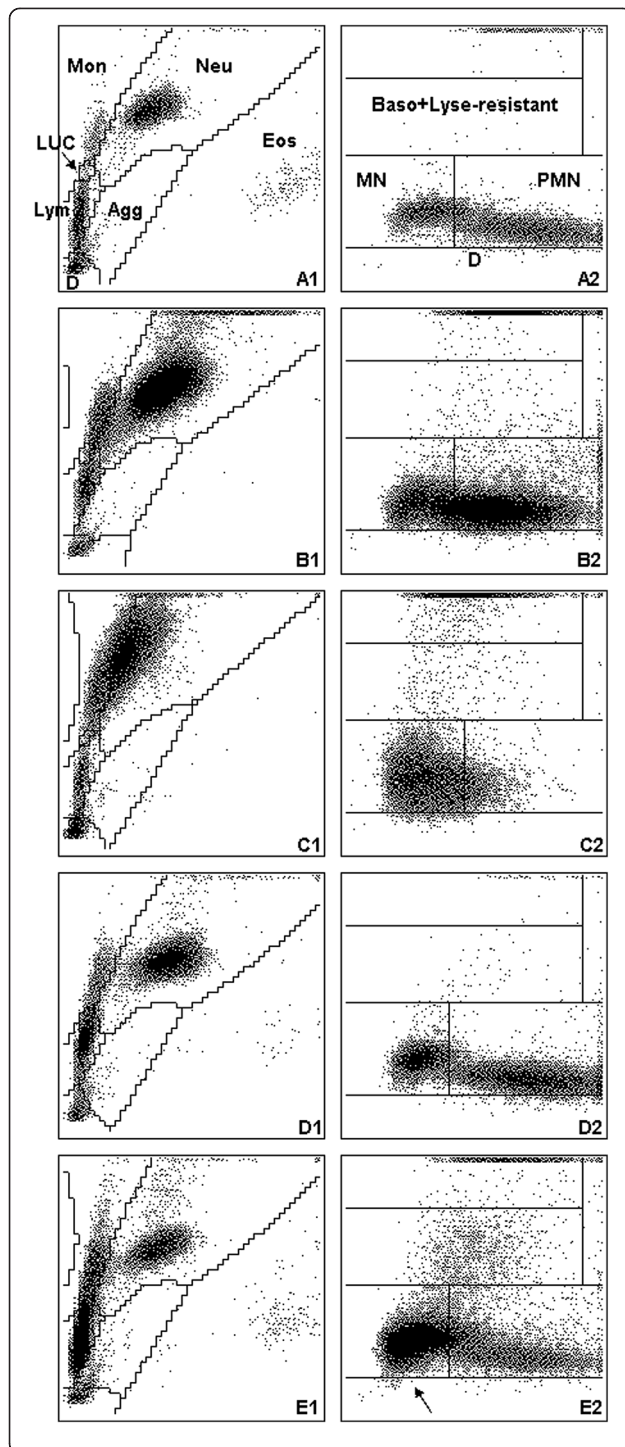 Mon Neu
LUC
Eos
Lym Agg
D
A1
Baso+Lyse-resistant
MN PMN
D
A2
B1
B2
C1
C2
D1
D2
E1
E2